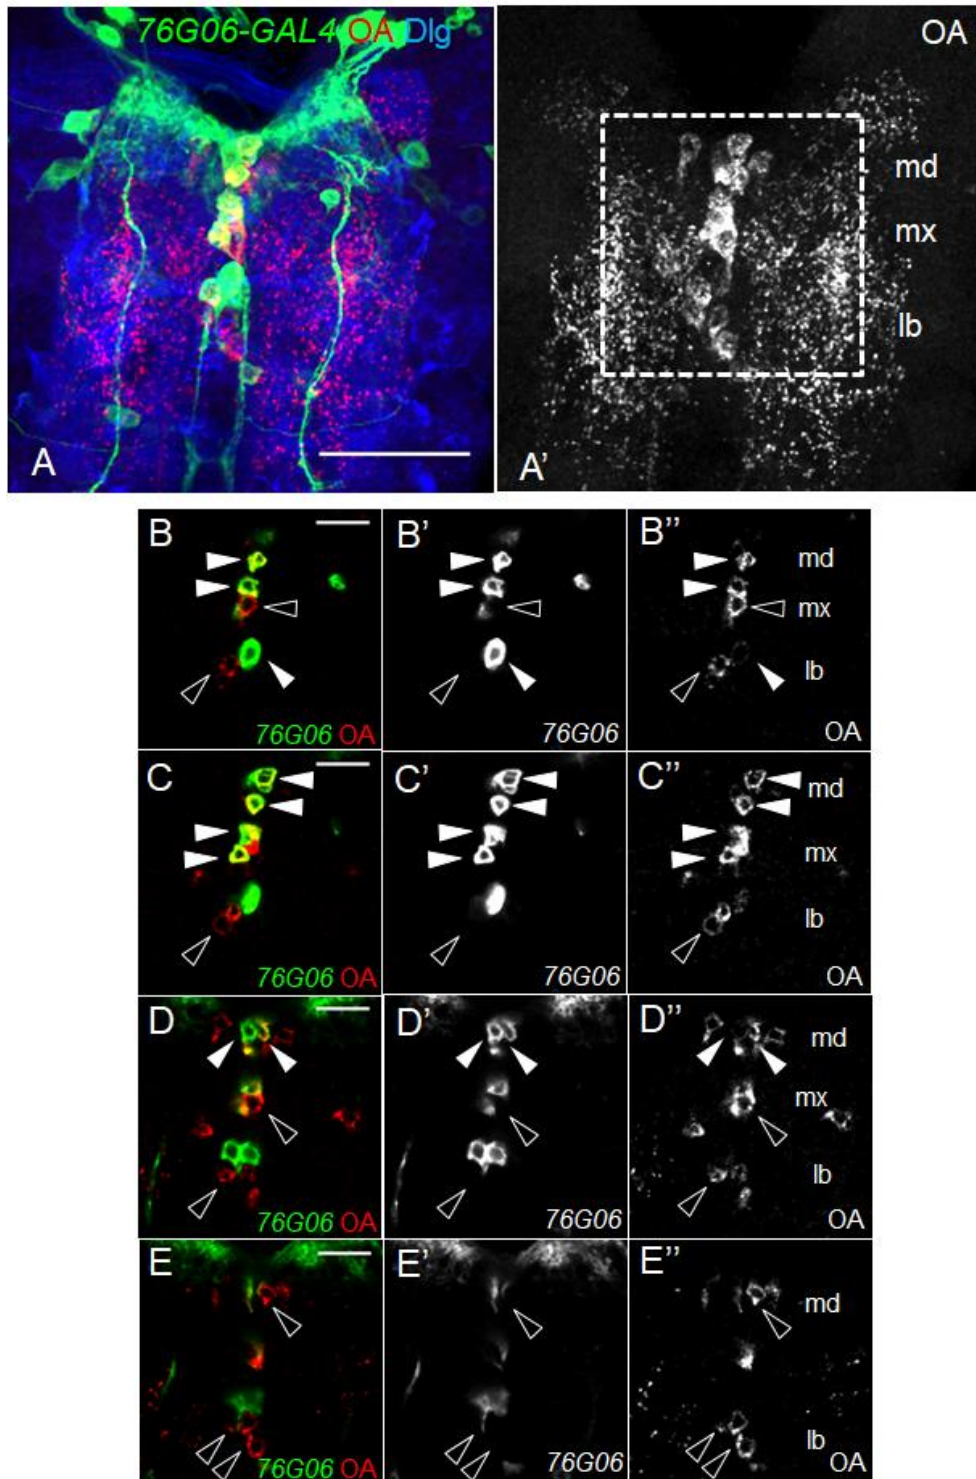 76G06-GAL4 OA Dlg
OA
md
mx
lb
A
A'
B
B'
B"
md
mx
lb
76G06 OA
76G06
OA
C
C'
C"
md
mx
lb
76G06 OA
76G06
OA
D
D'
D"
md
mx
lb
76G06 OA
76G06
OA
E
E'
E"
md
lb
76G06 OA
76G06
OA